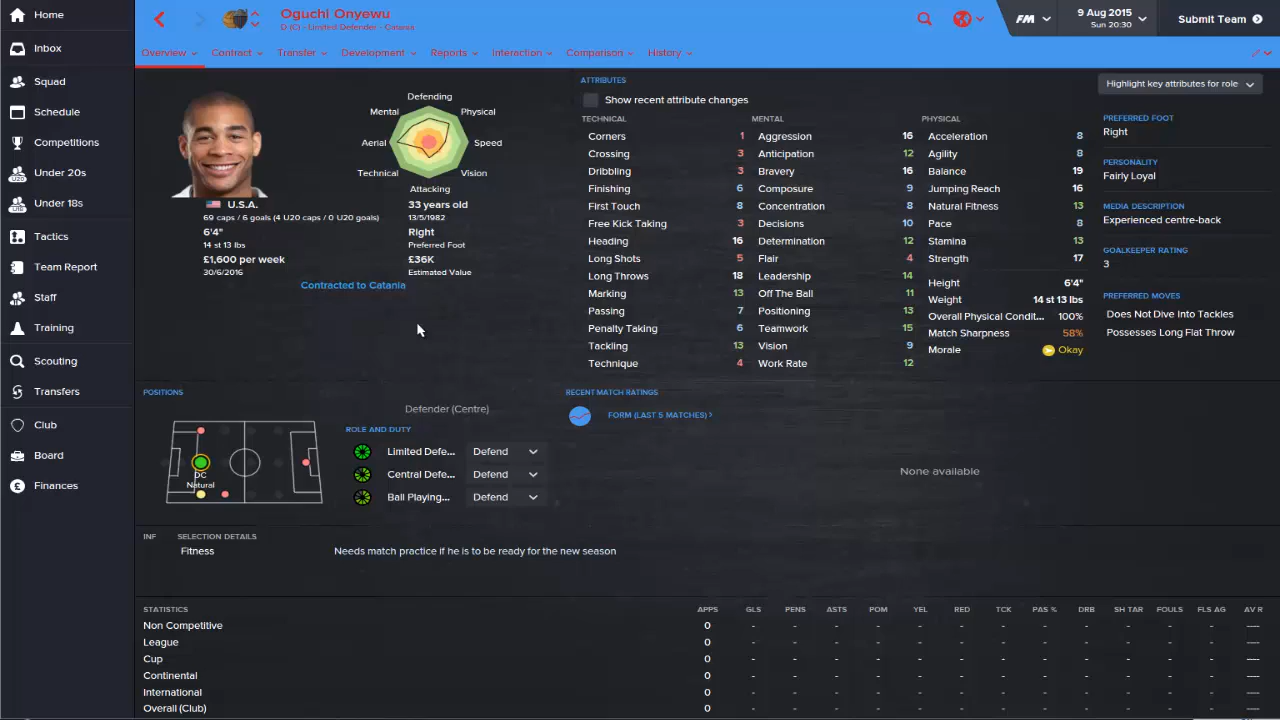 Home
Inbox
Squad
Schedule
Competitions
Under 20s
Under 18s
Tactics
Team Report
Staff
Training
Scouting
Transfers
Club
Board
Finances
Oguchi Onyewu
D (C) - Limited Defender - Catania
FM
9 Aug 2015
Sun 20:30
Submit Team
Overview Contract Transfer Development Reports Interaction Comparison History
Defending
Mental Physical
Aerial Speed
Technical Vision
Attacking
U.S.A.
69 caps / 6 goals (4 U20 caps / 0 U20 goals)
6'4"
14 st 13 lbs
£1,600 per week
30/6/2016
33 years old
13/5/1982
Right
Preferred Foot
£36K
Estimated Value
Contracted to Catania
ATTRIBUTES
Show recent attribute changes
Highlight key attributes for role
TECHNICAL MENTAL PHYSICAL
Corners 1 Aggression 16 Acceleration 8
Crossing 3 Anticipation 12 Agility 8
Dribbling 3 Bravery 16 Balance 19
Finishing 6 Composure 9 Jumping Reach 16
First Touch 8 Concentration 8 Natural Fitness 13
Free Kick Taking 3 Decisions 10 Pace 8
Heading 16 Determination 12 Stamina 13
Long Shots 5 Flair 4 Strength 17
Long Throws 18 Leadership 14 Height 6'4"
Marking 13 Off The Ball 11 Weight 14 st 13 lbs
Passing 7 Positioning 13 Overall Physical Condit... 100%
Penalty Taking 6 Teamwork 15 Match Sharpness 58%
Tackling 13 Vision 9 Morale Okay
Technique 4 Work Rate 12
PREFERRED FOOT
Right
PERSONALITY
Fairly Loyal
MEDIA DESCRIPTION
Experienced centre-back
GOALKEEPER RATING
3
PREFERRED MOVES
Does Not Dive Into Tackles
Possesses Long Flat Throw
POSITIONS
DC
Natural
Defender (Centre)
ROLE AND DUTY
Limited Defe... Defend
Central Defe... Defend
Ball Playing... Defend
RECENT MATCH RATINGS
FORM (LAST 5 MATCHES) >
None available
INF SELECTION DETAILS
Fitness Needs match practice if he is to be ready for the new season
STATISTICS APPS GLS PENS ASTS POM YEL RED TCK PAS % DRB SH TAR FOULS FLS AG AV R
Non Competitive 0 - - - - - - - - - - - - ---
League 0 - - - - - - - - - - - - ---
Cup 0 - - - - - - - - - - - - ---
Continental 0 - - - - - - - - - - - - ---
International 0 - - - - - - - - - - - - ---
Overall (Club) 0 - - - - - - - - - - - - ---